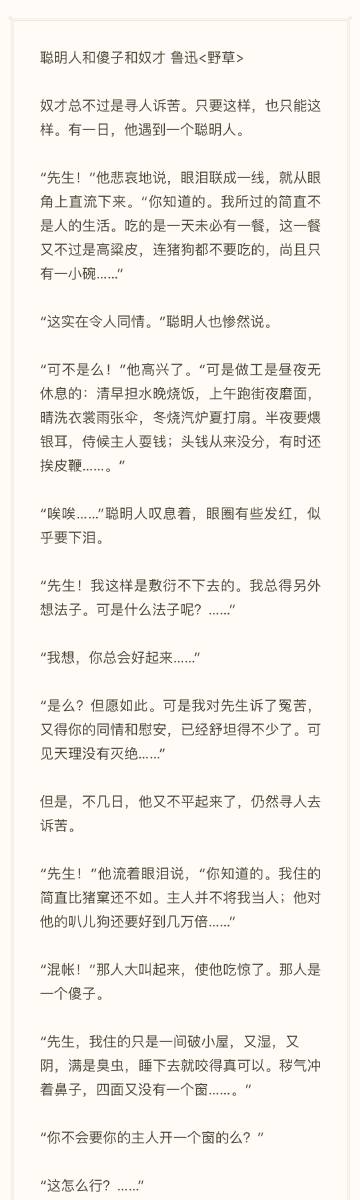 聪明人和傻子和奴才 鲁迅<野草>
奴才总不过是寻人诉苦。只要这样，也只能这
样。有一日，他遇到一个聪明人。
“先生！”他悲哀地说，眼泪联成一线，就从眼
角上直流下来。“你知道的。我所过的简直不
是人的生活。吃的是一天未必有一餐，这一餐
又不过是高粱皮，连猪狗都不要吃的，尚且只
有一小碗……”
“这实在令人同情。”聪明人也惨然说。
“可不是么！”他高兴了。“可是做工是昼夜无
休息的：清早担水晚烧饭，上午跑街夜磨面，
晴洗衣裳雨张伞，冬烧汽炉夏打扇。半夜要煨
银耳，侍候主人耍钱；头钱从来没分，有时还
挨皮鞭……。”
“唉唉……”聪明人叹息着，眼圈有些发红，似
乎要下泪。
“先生！我这样是敷衍不下去的。我总得另外
想法子。可是什么法子呢？……”
“我想，你总会好起来……”
“是么？但愿如此。可是我对先生诉了冤苦，
又得你的同情和慰安，已经舒坦得不少了。可
见天理没有灭绝……”
但是，不几日，他又不平起来了，仍然寻人去
诉苦。
“先生！”他流着眼泪说，“你知道的。我住的
简直比猪窠还不如。主人并不将我当人；他对
他的叭儿狗还要好到几万倍……”
“混帐！”那人大叫起来，使他吃惊了。那人是
一个傻子。
“先生，我住的只是一间破小屋，又湿，又
阴，满是臭虫，睡下去就咬得真可以。秽气冲
着鼻子，四面又没有一个窗……。”
“你不会要你的主人开一个窗的么？”
“这怎么行？……”